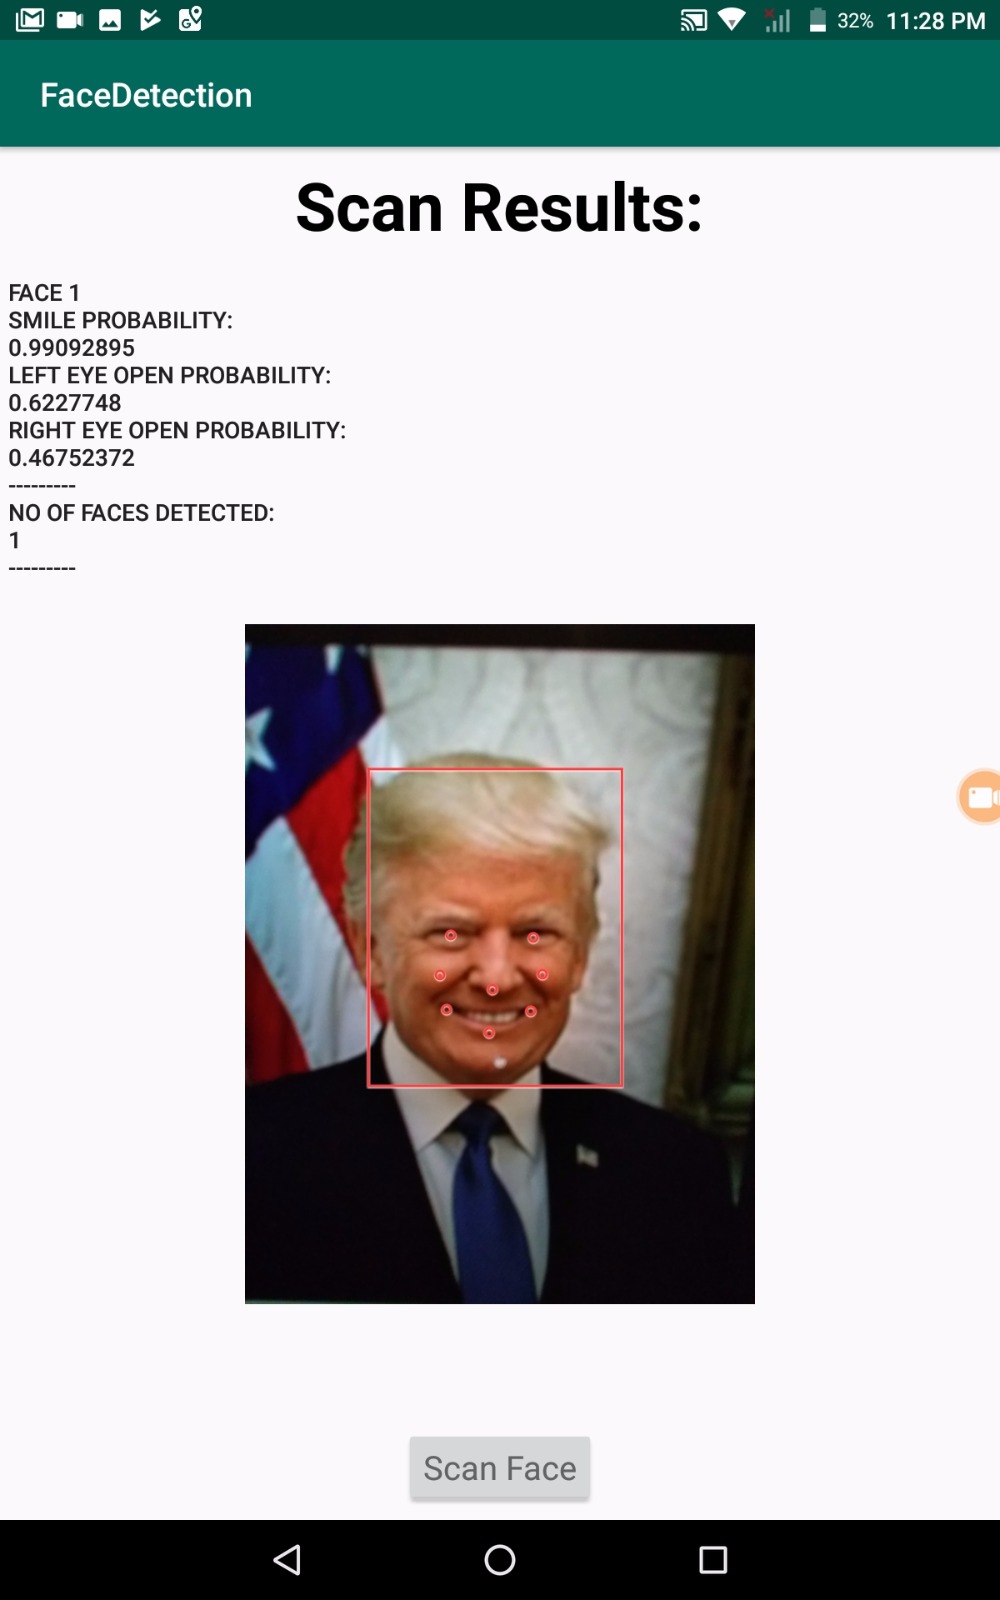 32% 11:28 PM
FaceDetection
Scan Results:
FACE 1
SMILE PROBABILITY:
0.99092895
LEFT EYE OPEN PROBABILITY:
0.6227748
RIGHT EYE OPEN PROBABILITY:
0.46752372
---------
NO OF FACES DETECTED:
1
---------
Scan Face